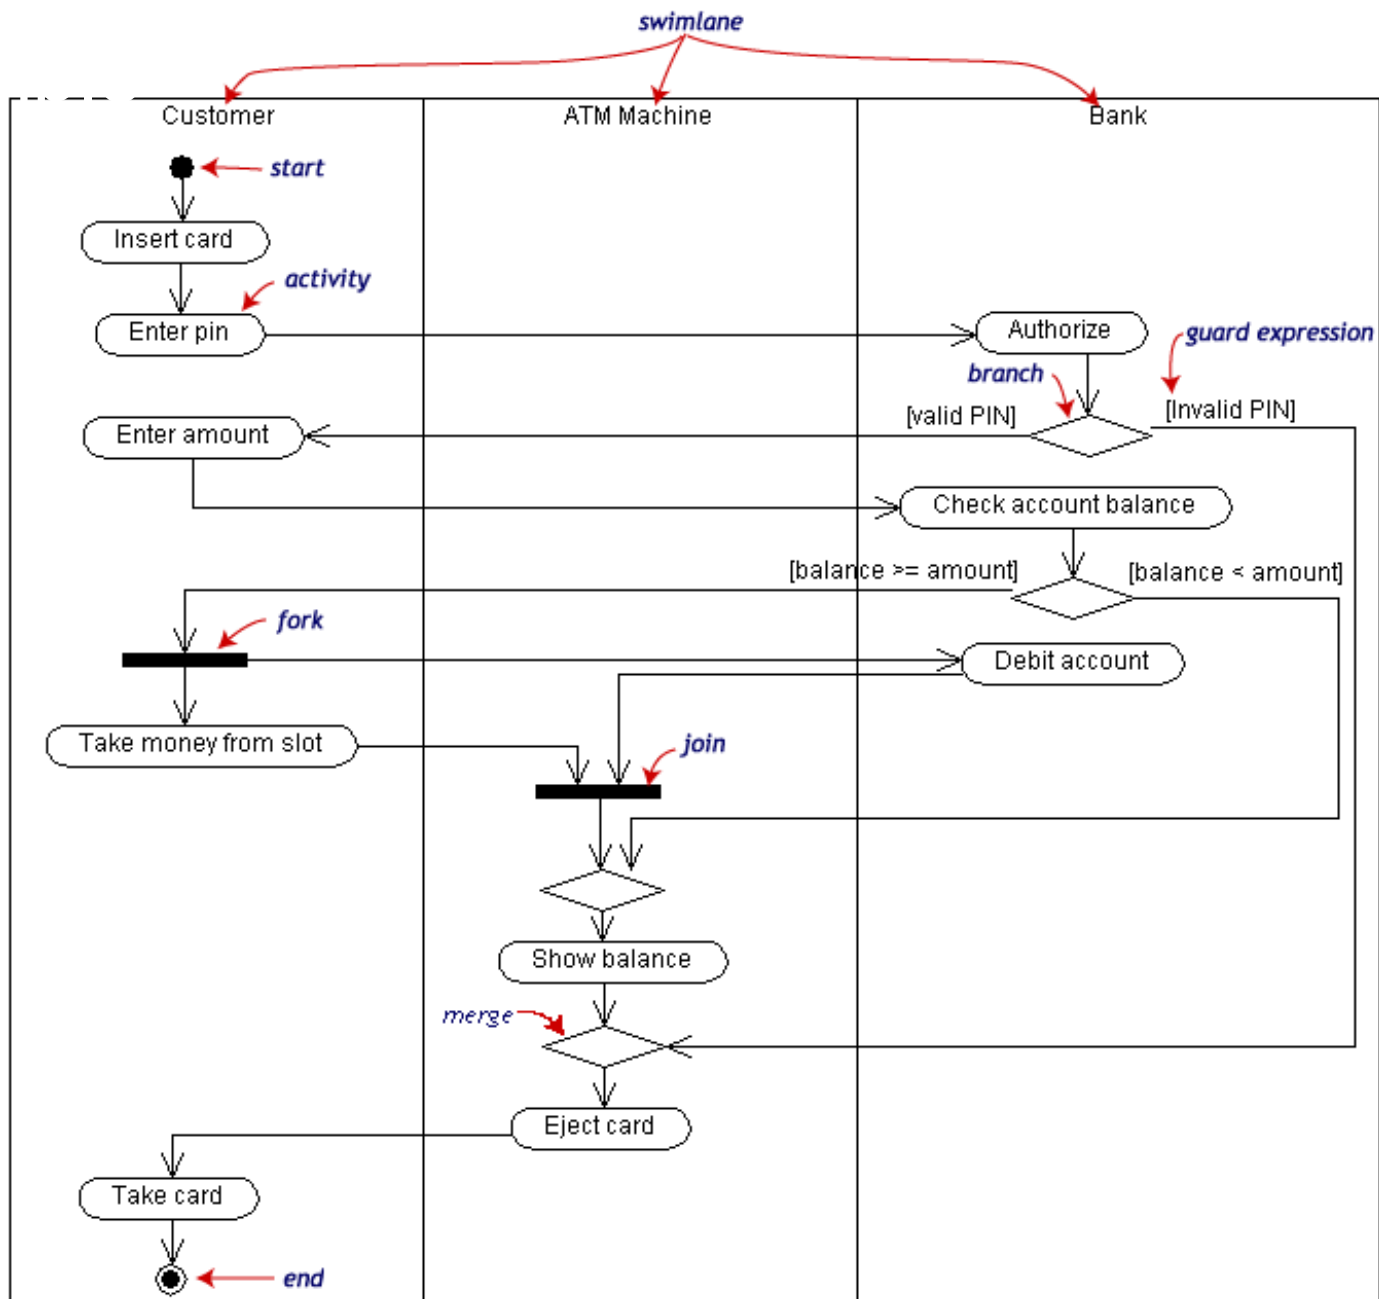 swimlane
Customer
ATM Machine
Bank
start
Insert card
activity
Enter pin
Authorize
guard expression
branch
[valid PIN]
[Invalid PIN]
Enter amount
Check account balance
[balance >= amount]
[balance < amount]
fork
Debit account
Take money from slot
join
Show balance
merge
Eject card
Take card
end